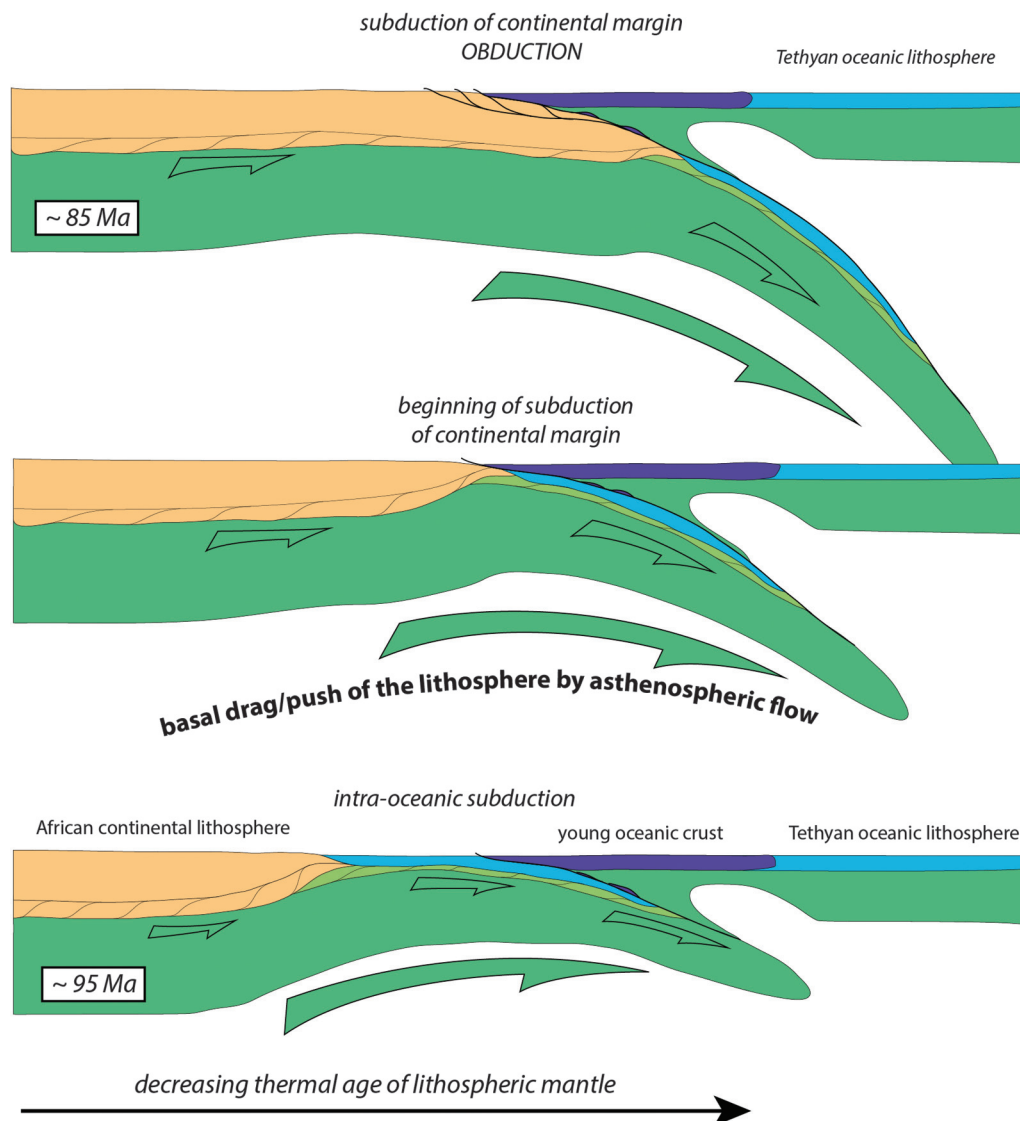 subduction of continental margin
OBDUCTION
Tethyan oceanic lithosphere
~ 85 Ma
beginning of subduction
of continental margin
basal drag/push of the lithosphere by asthenospheric flow
intra-oceanic subduction
African continental lithosphere
young oceanic crust
Tethyan oceanic lithosphere
~ 95 Ma
decreasing thermal age of lithospheric mantle